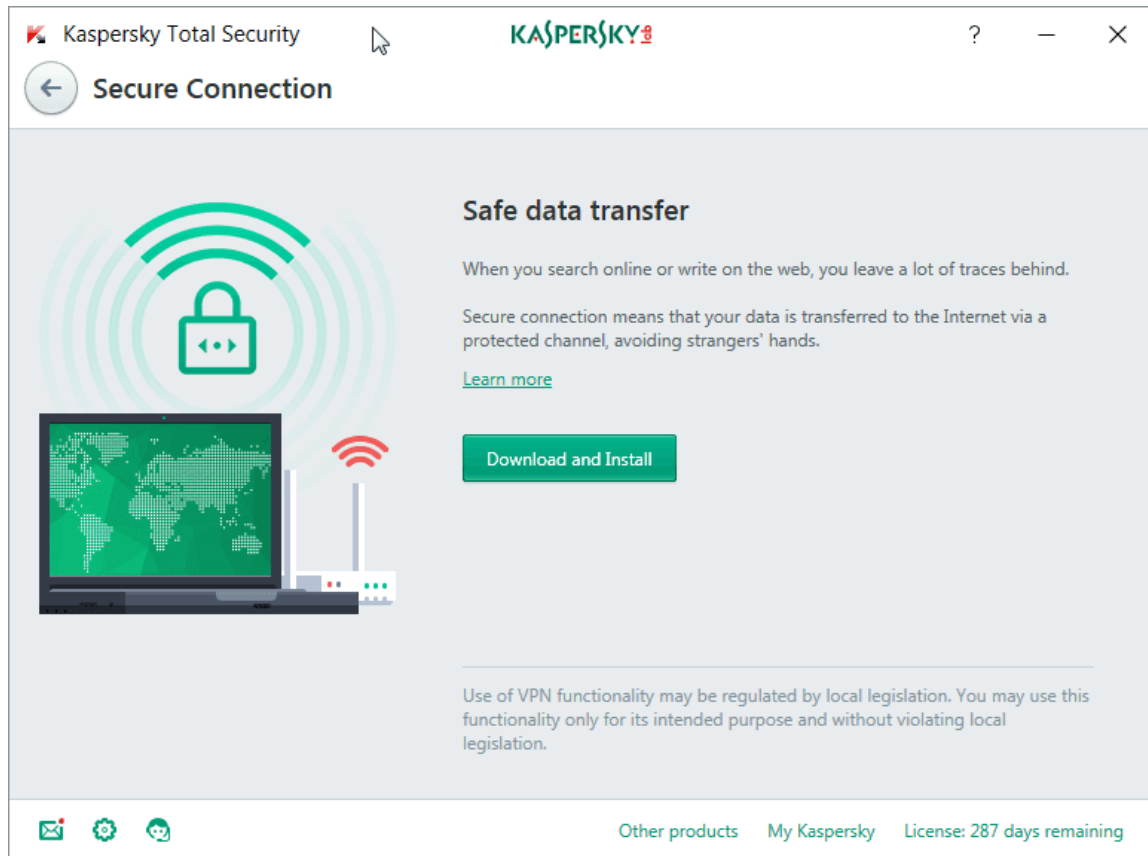 Kaspersky Total Security
KASPERSKY lab
?
Secure Connection
Safe data transfer
When you search online or write on the web, you leave a lot of traces behind.
Secure connection means that your data is transferred to the Internet via a
protected channel, avoiding strangers' hands.
Learn more
Download and Install
Use of VPN functionality may be regulated by local legislation. You may use this
functionality only for its intended purpose and without violating local
legislation.
Other products My Kaspersky License: 287 days remaining